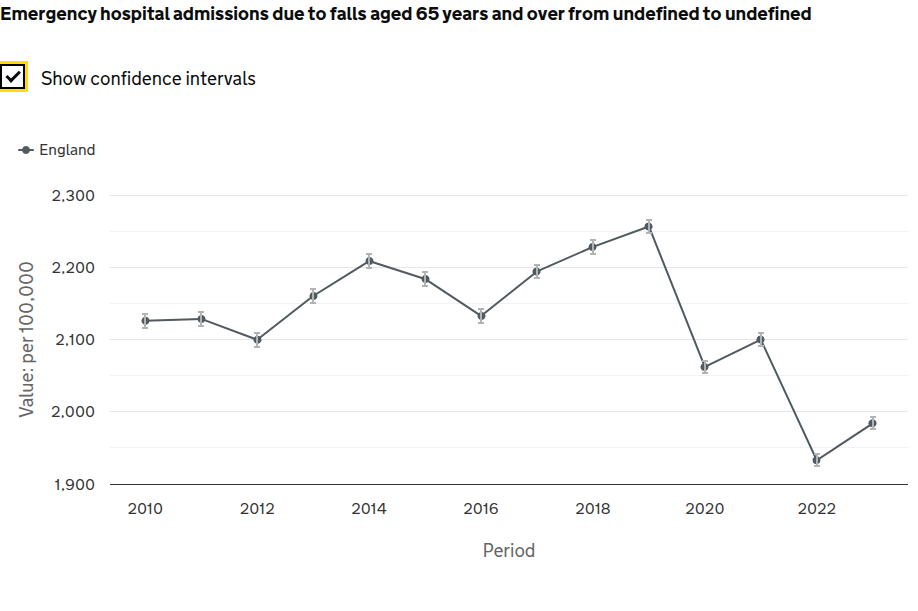 Emergency hospital admissions due to falls aged 65 years and over from undefined to undefined
Show confidence intervals
England
2,300
2,200
2,100
2,000
1,900
Value: per 100,000
2010 2012 2014 2016 2018 2020 2022
Period